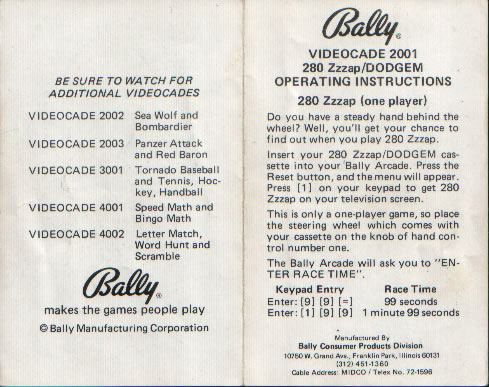 BE SURE TO WATCH FOR
ADDITIONAL VIDEOCADES
VIDEOCADE 2002 Sea Wolf and
Bombardier
VIDEOCADE 2003 Panzer Attack
and Red Baron
VIDEOCADE 3001 Tornado Baseball
and Tennis, Hoc-
key, Handball
VIDEOCADE 4001 Speed Math and
Bingo Math
VIDEOCADE 4002 Letter Match,
Word Hunt and
Scramble
Bally®
makes the games people play
© Bally Manufacturing Corporation
Bally®
VIDEOCADE 2001
280 Zzzap/DODGEM
OPERATING INSTRUCTIONS
280 Zzzap (one player)
Do you have a steady hand behind the
wheel? Well, you'll get your chance to
find out when you play 280 Zzzap.
Insert your 280 Zzzap/DODGEM cas-
sette into your Bally Arcade. Press the
Reset button, and the menu will appear.
Press [1] on your keypad to get 280
Zzzap on your television screen.
This is only a one-player game, so place
the steering wheel which comes with
your cassette on the knob of hand con-
trol number one.
The Bally Arcade will ask you to "EN-
TER RACE TIME".
Keypad Entry Race Time
Enter: [9] [9] [=] 99 seconds
Enter: [1] [9] [9] 1 minute 99 seconds
Manufactured By
Bally Consumer Products Division
10750 W. Grand Ave., Franklin Park, Illinois 60131
(312) 451-1360
Cable Address: MIDCO / Telex No. 72-1596